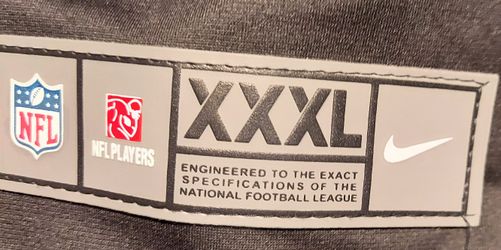 NFL
NFL PLAYERS
XXXL
ENGINEERED TO THE EXACT
SPECIFICATIONS OF THE
NATIONAL FOOTBALL LEAGUE